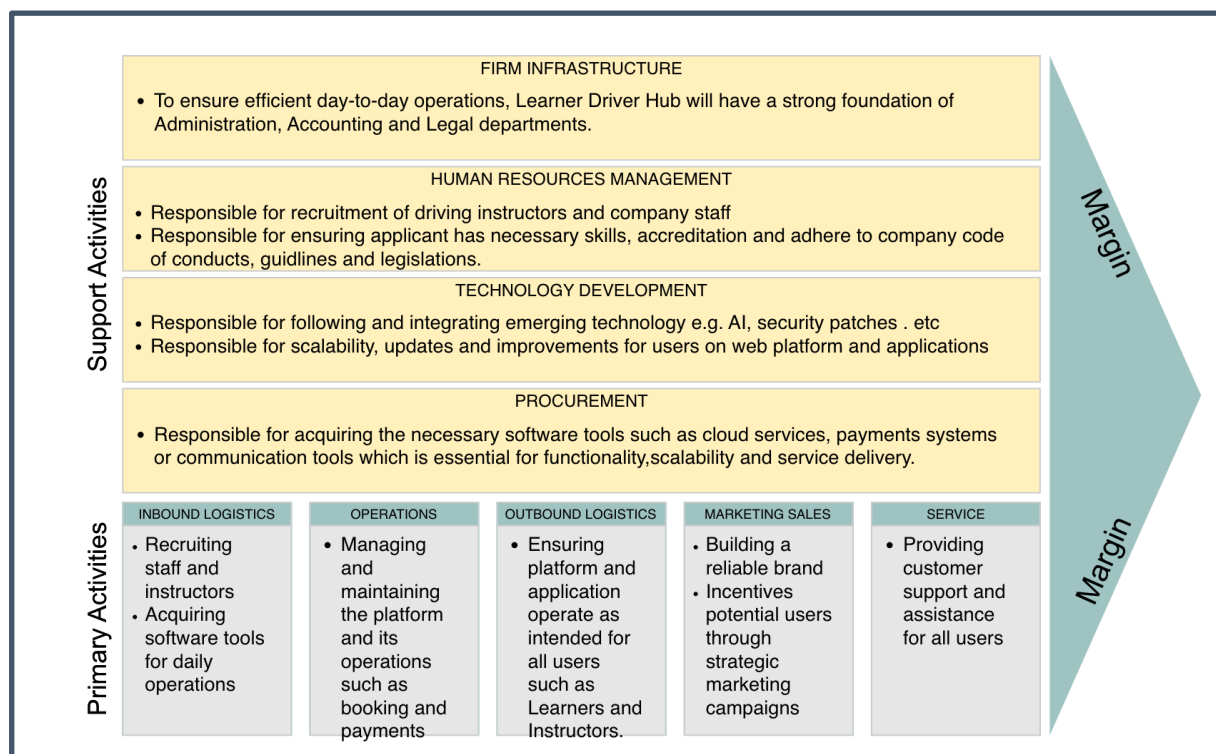 FIRM INFRASTRUCTURE
• To ensure efficient day-to-day operations, Learner Driver Hub will have a strong foundation of
Administration, Accounting and Legal departments.
Support Activities
HUMAN RESOURCES MANAGEMENT
• Responsible for recruitment of driving instructors and company staff
• Responsible for ensuring applicant has necessary skills, accreditation and adhere to company code
of conducts, guidlines and legislations.
TECHNOLOGY DEVELOPMENT
• Responsible for following and integrating emerging technology e.g. AI, security patches . etc
• Responsible for scalability, updates and improvements for users on web platform and applications
PROCUREMENT
• Responsible for acquiring the necessary software tools such as cloud services, payments systems
or communication tools which is essential for functionality,scalability and service delivery.
Primary Activities
INBOUND LOGISTICS
• Recruiting
staff and
instructors
• Acquiring
software tools
for daily
operations
OPERATIONS
• Managing
and
maintaining
the platform
and its
operations
such as
booking and
payments
OUTBOUND LOGISTICS
• Ensuring
platform and
application
operate as
intended for
all users
such as
Learners and
Instructors.
MARKETING SALES
• Building a
reliable brand
• Incentives
potential users
through
strategic
marketing
campaigns
SERVICE
• Providing
customer
support and
assistance
for all users
Margin
Margin